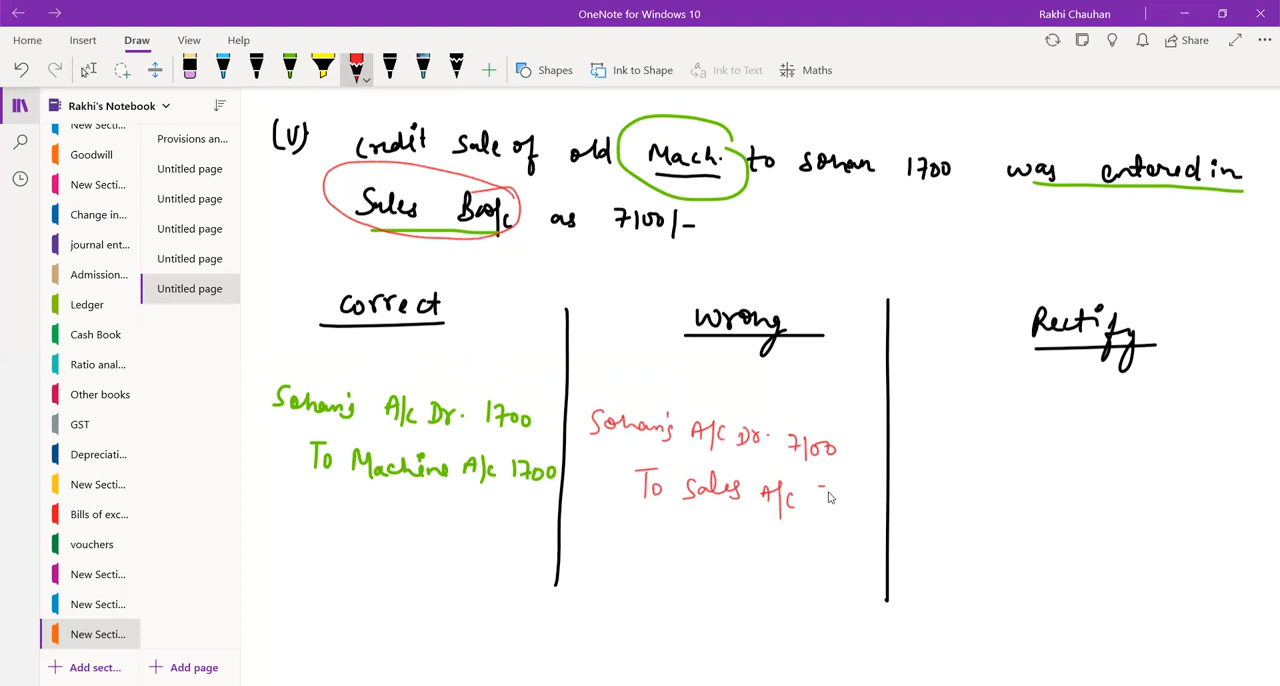 OneNote for Windows 10
Rakhi Chauhan
Home Insert Draw View Help
Share
Shapes Ink to Shape Ink to Text Maths
Rakhi's Notebook
New Secti...
Goodwill
New Secti...
Change in...
journal ent...
Admission...
Ledger
Cash Book
Ratio anal...
Other books
GST
Depreciati...
New Secti...
Bills of exc...
vouchers
New Secti...
New Secti...
New Secti...
Add sect...
Provisions an...
Untitled page
Untitled page
Untitled page
Untitled page
Untitled page
Add page
(V) Credit Sale of old Mach. to Sohan 1700 was entered in
Sales Book as 7100/-
Correct
Sohan's A/c Dr. 1700
To Machine A/c 1700
Wrong
Sohan's A/c Dr. 7100
To Sales A/c
Rectify